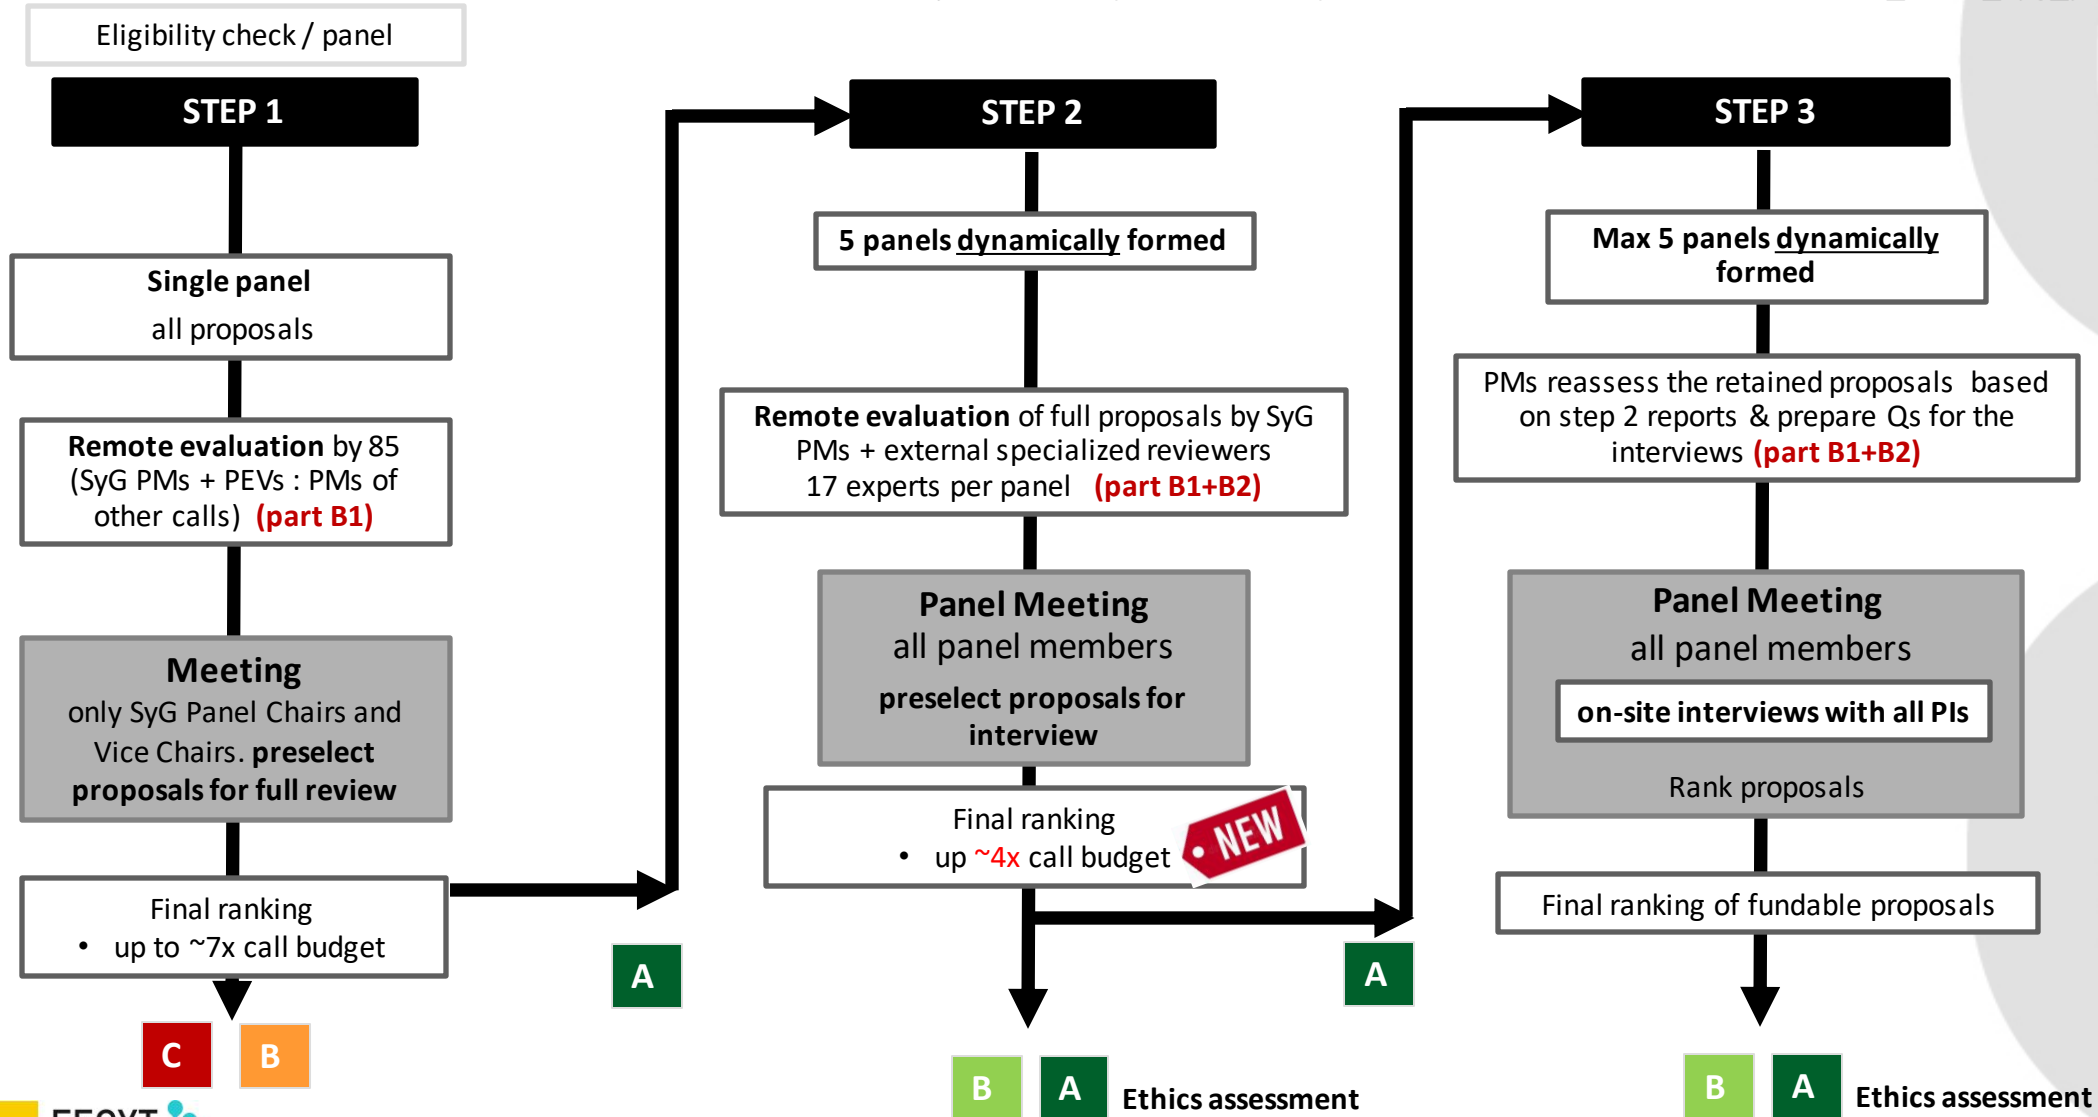 Eligibility check / panel
STEP 1
Single panel
all proposals
Remote evaluation by 85
(SyG PMs + PEVs : PMs of
other calls) (part B1)
Meeting
only SyG Panel Chairs and
Vice Chairs. preselect
proposals for full review
Final ranking
• up to ~7x call budget
C
B
A
STEP 2
5 panels dynamically formed
Remote evaluation of full proposals by SyG
PMs + external specialized reviewers
17 experts per panel (part B1+B2)
Panel Meeting
all panel members
preselect proposals for
interview
Final ranking
• up ~4x call budget
NEW
B
A
Ethics assessment
A
STEP 3
Max 5 panels dynamically
formed
PMs reassess the retained proposals based
on step 2 reports & prepare Qs for the
interviews (part B1+B2)
Panel Meeting
all panel members
on-site interviews with all PIs
Rank proposals
Final ranking of fundable proposals
B
A
Ethics assessment